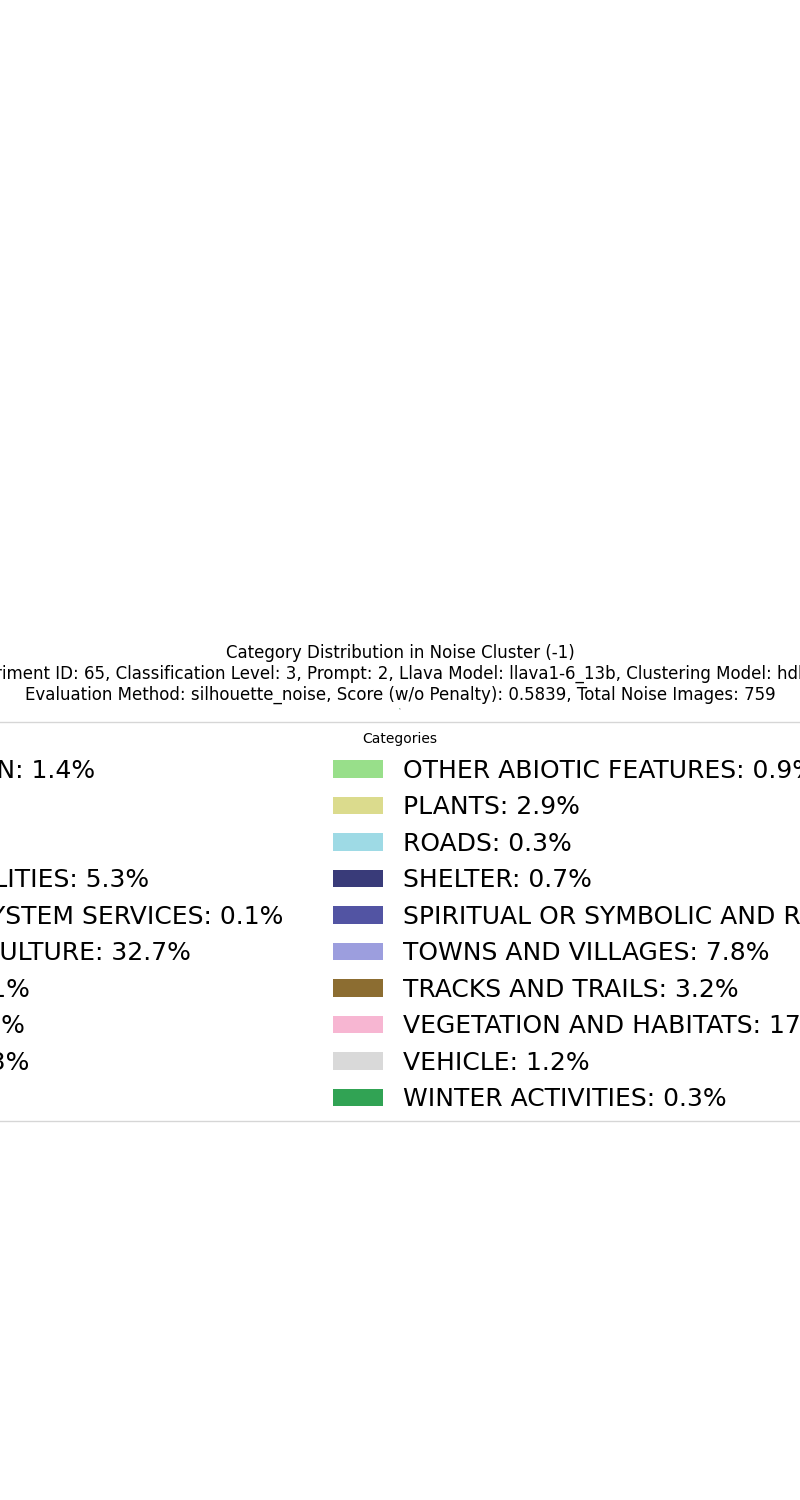 Category Distribution in Noise Cluster (-1)
riment ID: 65, Classification Level: 3, Prompt: 2, Llava Model: llava1-6_13b, Clustering Model: hdl
Evaluation Method: silhouette_noise, Score (w/o Penalty): 0.5839, Total Noise Images: 759
Categories
N: 1.4%
LITIES: 5.3%
YSTEM SERVICES: 0.1%
ULTURE: 32.7%
1%
%
3%
OTHER ABIOTIC FEATURES: 0.9%
PLANTS: 2.9%
ROADS: 0.3%
SHELTER: 0.7%
SPIRITUAL OR SYMBOLIC AND R
TOWNS AND VILLAGES: 7.8%
TRACKS AND TRAILS: 3.2%
VEGETATION AND HABITATS: 17
VEHICLE: 1.2%
WINTER ACTIVITIES: 0.3%